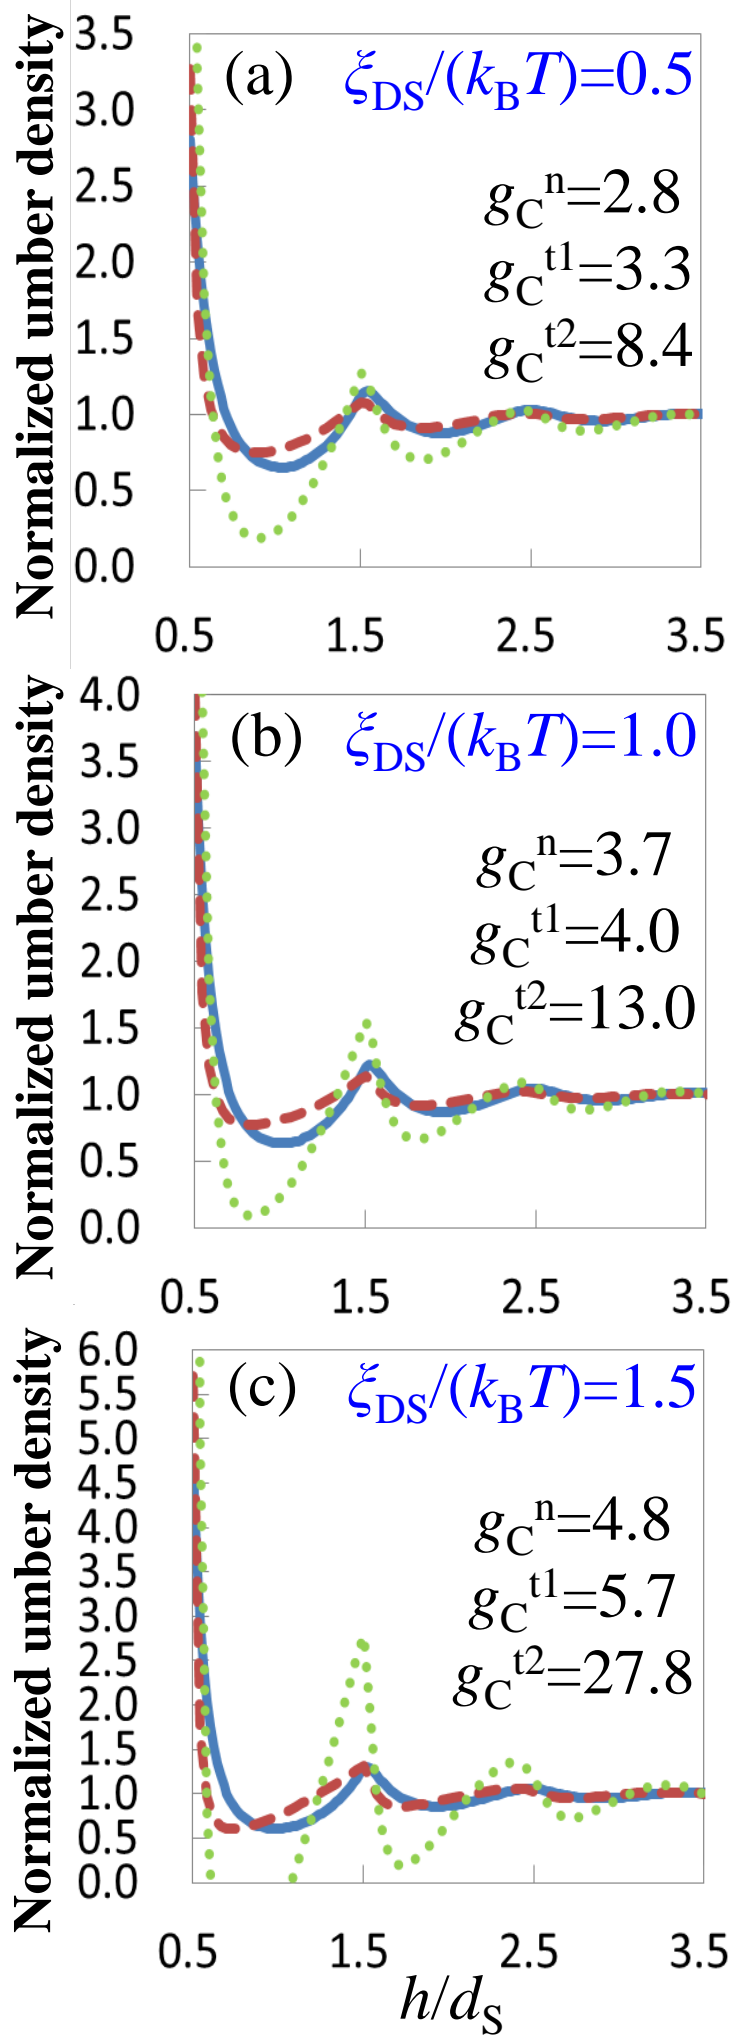 Normalized umber density
3.5
3.0
2.5
2.0
1.5
1.0
0.5
0.0
(a) ξDS/(kBT)=0.5
gCn=2.8
gCt1=3.3
gCt2=8.4
0.5 1.5 2.5 3.5
Normalized umber density
4.0
3.5
3.0
2.5
2.0
1.5
1.0
0.5
0.0
(b) ξDS/(kBT)=1.0
gCn=3.7
gCt1=4.0
gCt2=13.0
0.5 1.5 2.5 3.5
Normalized umber density
6.0
5.5
5.0
4.5
4.0
3.5
3.0
2.5
2.0
1.5
1.0
0.5
0.0
(c) ξDS/(kBT)=1.5
gCn=4.8
gCt1=5.7
gCt2=27.8
0.5 1.5 2.5 3.5
h/dS